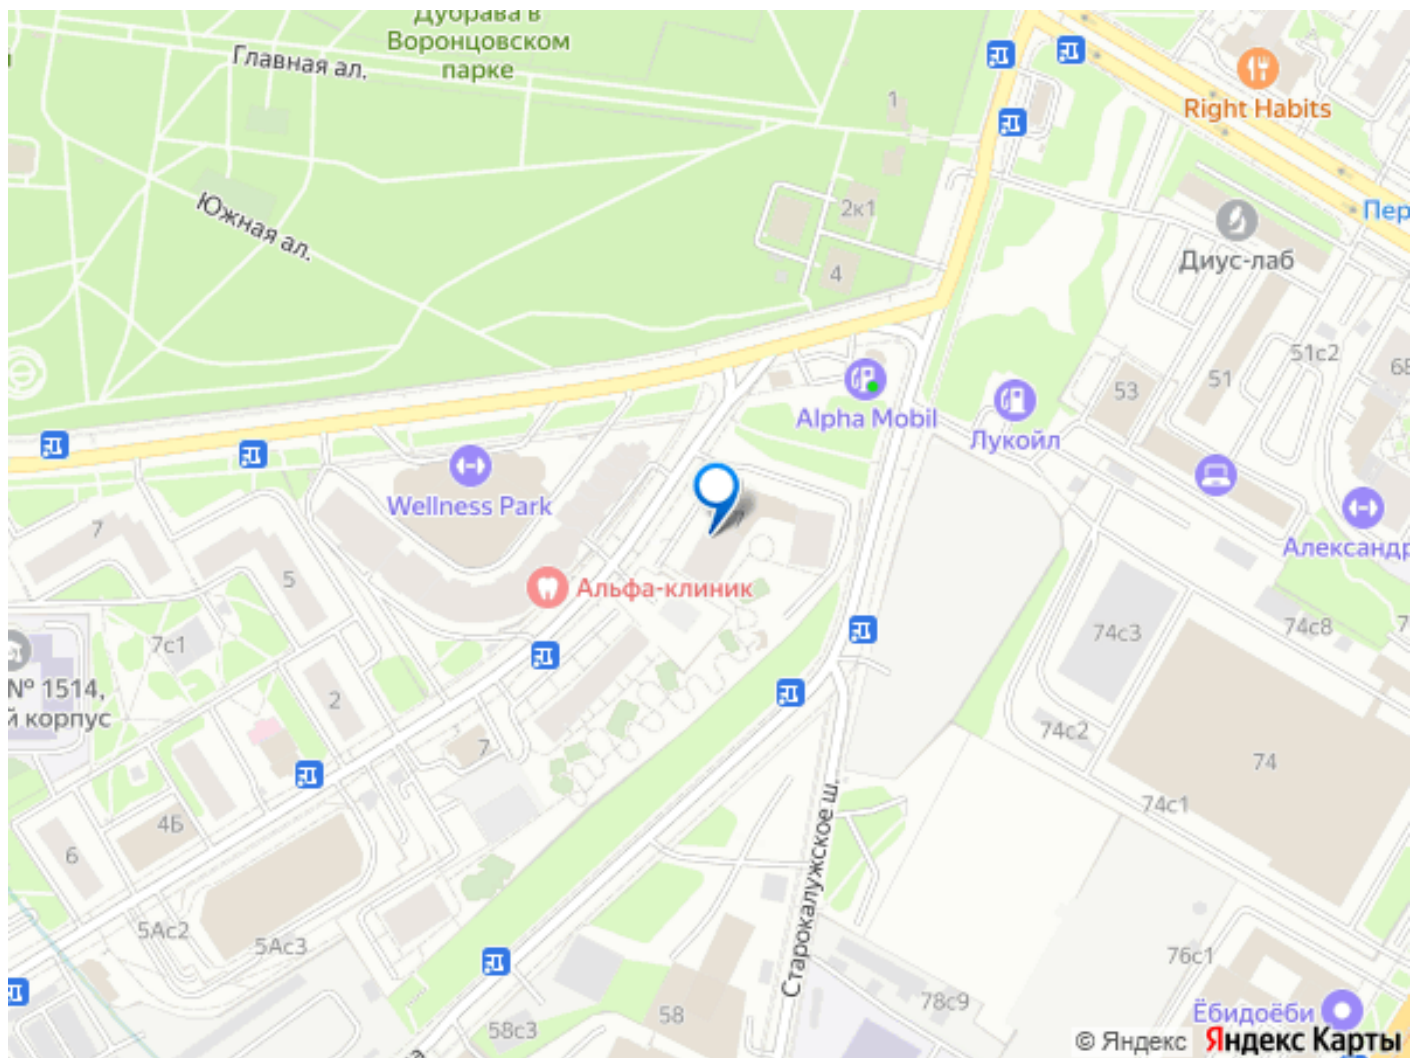 Дубрава в
Воронцовском
парке
Главная ал.
Южная ал.
1
2к1
4
Right Habits
Пер
Диус-лаб
51с2
51
53
68
Alpha Mobil
Лукойл
Wellness Park
Александр
Альфа-клиник
7
5
7с1
№ 1514,
й корпус
2
7
4Б
6
5Ас2
5Ас3
74с3
74с8
7
74с2
74
74с1
Старокалужское ш.
76с1
78с9
58
58с3
Ёбидоёби
© Яндекс Яндекс Карты